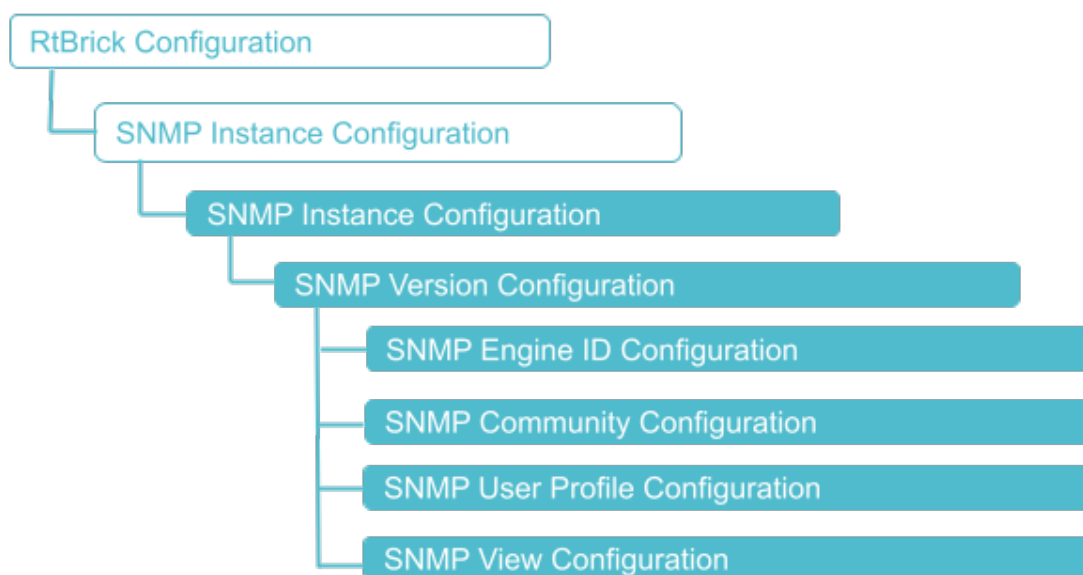 RtBrick Configuration
SNMP Instance Configuration
SNMP Instance Configuration
SNMP Version Configuration
SNMP Engine ID Configuration
SNMP Community Configuration
SNMP User Profile Configuration
SNMP View Configuration